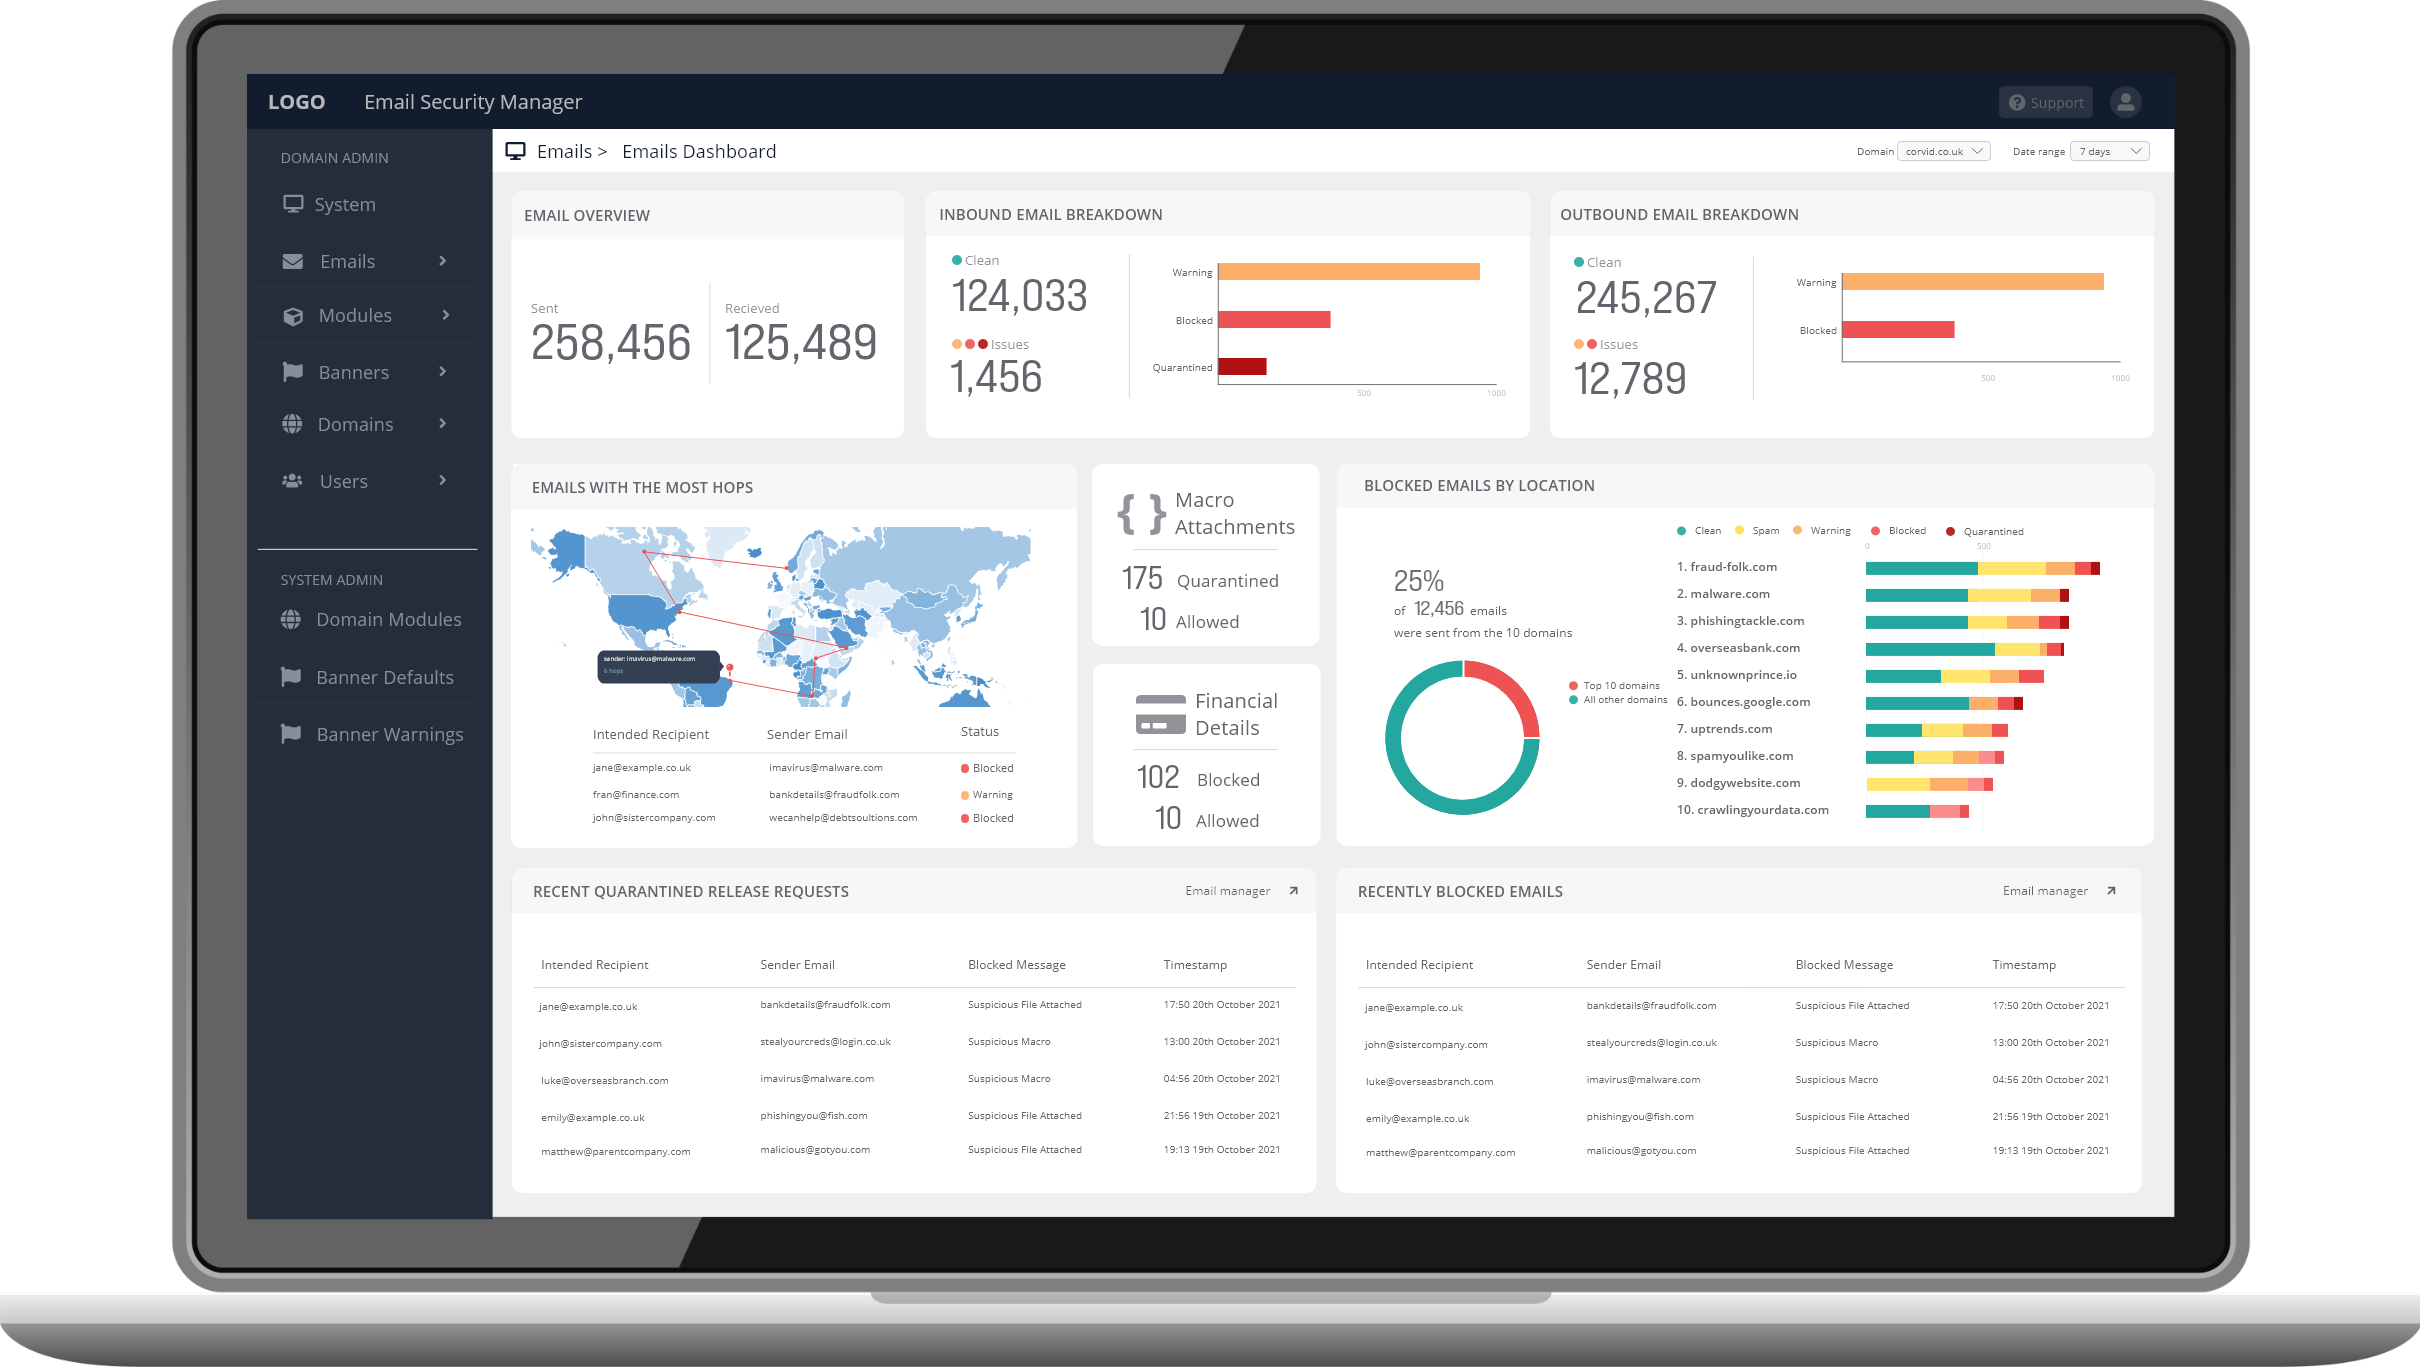 LOGO Email Security Manager Support
DOMAIN ADMIN
System
Emails
Modules
Banners
Domains
Users
SYSTEM ADMIN
Domain Modules
Banner Defaults
Banner Warnings
Emails > Emails Dashboard Domain corvid.co.uk Date range 7 days
EMAIL OVERVIEW
Sent Recieved
258,456 125,489
INBOUND EMAIL BREAKDOWN
Clean
124,033
Issues
1,456
Warning
Blocked
Quarantined
500 1000
OUTBOUND EMAIL BREAKDOWN
Clean
245,267
Issues
12,789
Warning
Blocked
500 1000
EMAILS WITH THE MOST HOPS
sender: imavirus@malware.com
6 hops
Intended Recipient Sender Email Status
jane@example.co.uk imavirus@malware.com Blocked
fran@finance.com bankdetails@fraudfolk.com Warning
john@sistercompany.com wecanhelp@debtsoultions.com Blocked
{ } Macro
Attachments
175 Quarantined
10 Allowed
Financial
Details
102 Blocked
10 Allowed
BLOCKED EMAILS BY LOCATION
25%
of 12,456 emails
were sent from the 10 domains
Top 10 domains
All other domains
Clean Spam Warning Blocked Quarantined
0 500
1. fraud-folk.com
2. malware.com
3. phishingtackle.com
4. overseasbank.com
5. unknownprince.io
6. bounces.google.com
7. uptrends.com
8. spamyoulike.com
9. dodgywebsite.com
10. crawlingyourdata.com
RECENT QUARANTINED RELEASE REQUESTS Email manager
Intended Recipient Sender Email Blocked Message Timestamp
jane@example.co.uk bankdetails@fraudfolk.com Suspicious File Attached 17:50 20th October 2021
john@sistercompany.com stealyourcreds@login.co.uk Suspicious Macro 13:00 20th October 2021
luke@overseasbranch.com imavirus@malware.com Suspicious Macro 04:56 20th October 2021
emily@example.co.uk phishingyou@fish.com Suspicious File Attached 21:56 19th October 2021
matthew@parentcompany.com malicious@gotyou.com Suspicious File Attached 19:13 19th October 2021
RECENTLY BLOCKED EMAILS Email manager
Intended Recipient Sender Email Blocked Message Timestamp
jane@example.co.uk bankdetails@fraudfolk.com Suspicious File Attached 17:50 20th October 2021
john@sistercompany.com stealyourcreds@login.co.uk Suspicious Macro 13:00 20th October 2021
luke@overseasbranch.com imavirus@malware.com Suspicious Macro 04:56 20th October 2021
emily@example.co.uk phishingyou@fish.com Suspicious File Attached 21:56 19th October 2021
matthew@parentcompany.com malicious@gotyou.com Suspicious File Attached 19:13 19th October 2021